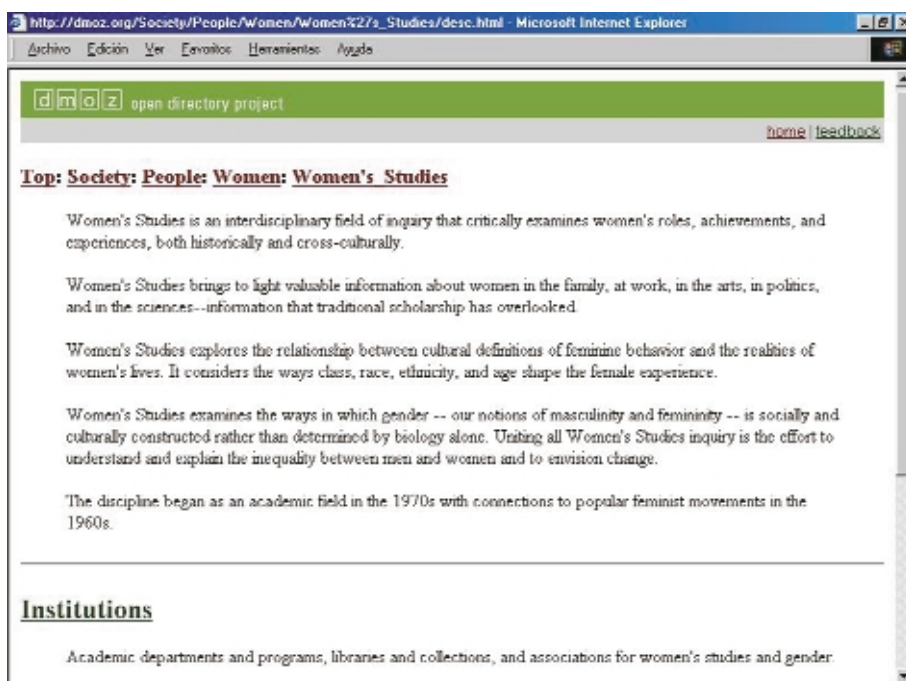 http://dmoz.org/Society/People/Women/Women%27s_Studies/desc.html - Microsoft Internet Explorer
Archivo Edición Ver Favoritos Herramientas Ayuda
dmoz open directory project
home | feedback
Top: Society: People: Women: Women's_Studies
Women's Studies is an interdisciplinary field of inquiry that critically examines women's roles, achievements, and
experiences, both historically and cross-culturally.
Women's Studies brings to light valuable information about women in the family, at work, in the arts, in politics,
and in the sciences--information that traditional scholarship has overlooked.
Women's Studies explores the relationship between cultural definitions of feminine behavior and the realities of
women's lives. It considers the ways class, race, ethnicity, and age shape the female experience.
Women's Studies examines the ways in which gender -- our notions of masculinity and femininity -- is socially and
culturally constructed rather than determined by biology alone. Uniting all Women's Studies inquiry is the effort to
understand and explain the inequality between men and women and to envision change.
The discipline began as an academic field in the 1970s with connections to popular feminist movements in the
1960s.
Institutions
Academic departments and programs, libraries and collections, and associations for women's studies and gender